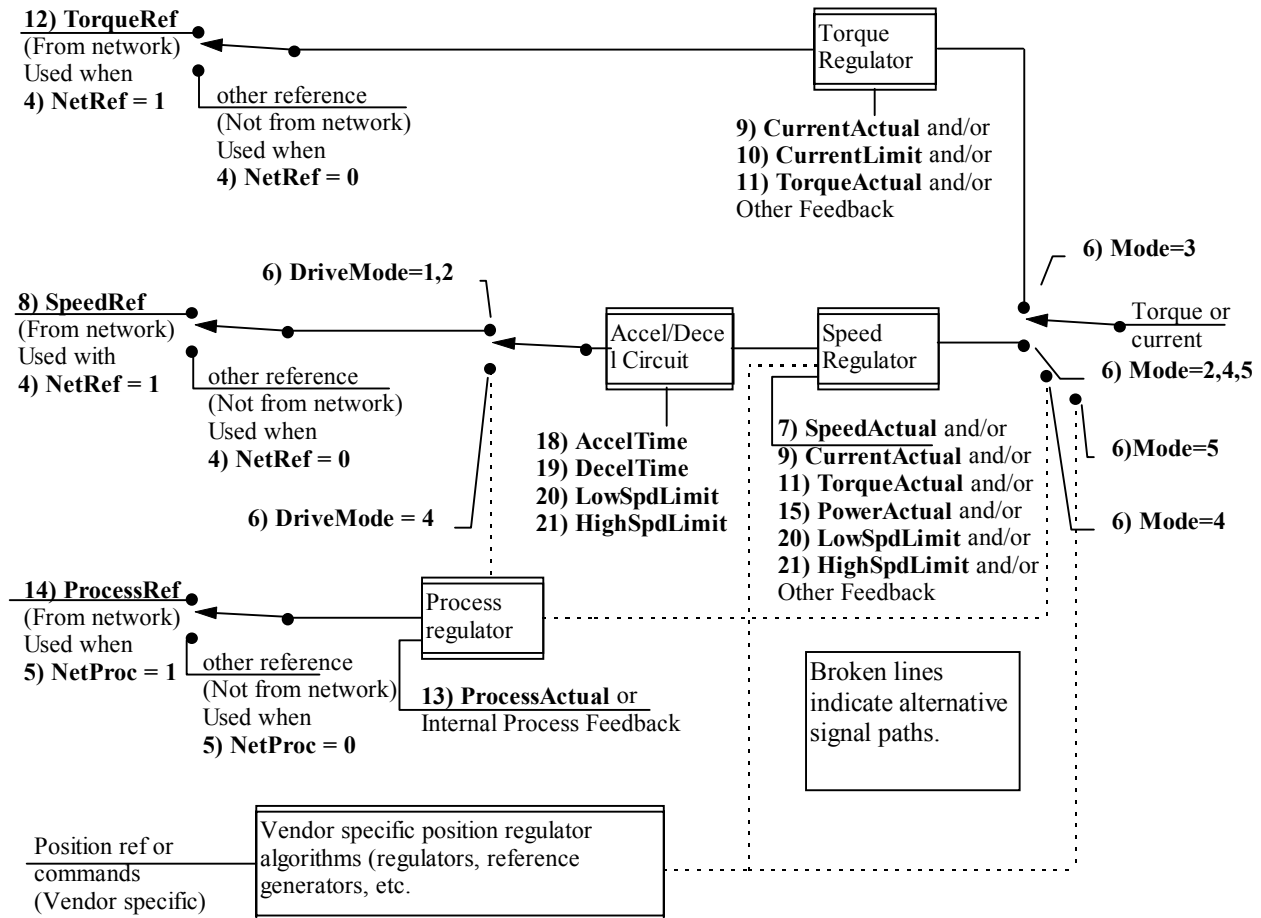 12) TorqueRef
(From network)
Used when
4) NetRef = 1
other reference
(Not from network)
Used when
4) NetRef = 0
Torque
Regulator
9) CurrentActual and/or
10) CurrentLimit and/or
11) TorqueActual and/or
Other Feedback
6) Mode=3
Torque or
current
6) DriveMode=1,2
8) SpeedRef
(From network)
Used with
4) NetRef = 1
other reference
(Not from network)
Used when
4) NetRef = 0
Accel/Dece
l Circuit
18) AccelTime
19) DecelTime
20) LowSpdLimit
21) HighSpdLimit
Speed
Regulator
7) SpeedActual and/or
9) CurrentActual and/or
11) TorqueActual and/or
15) PowerActual and/or
20) LowSpdLimit and/or
21) HighSpdLimit and/or
Other Feedback
6) Mode=2,4,5
6)Mode=5
6) Mode=4
6) DriveMode = 4
14) ProcessRef
(From network)
Used when
5) NetProc = 1
other reference
(Not from network)
Used when
5) NetProc = 0
Process
regulator
13) ProcessActual or
Internal Process Feedback
Broken lines
indicate alternative
signal paths.
Position ref or
commands
(Vendor specific)
Vendor specific position regulator
algorithms (regulators, reference
generators, etc.